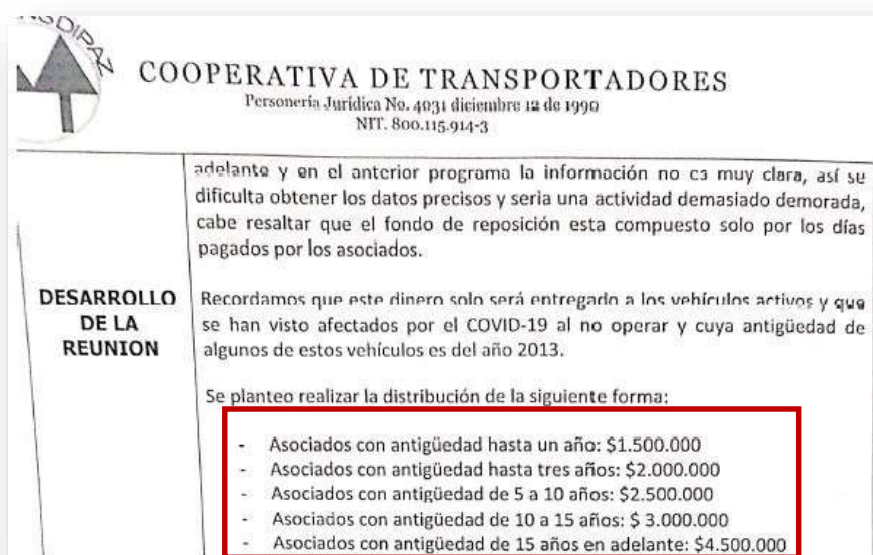 NSDIPAZ
COOPERATIVA DE TRANSPORTADORES
Personería Jurídica No. 4031 diciembre 12 de 1990
NIT. 800.115.914-3
adelante y en el anterior programa la información no es muy clara, así se
dificulta obtener los datos precisos y seria una actividad demasiado demorada,
cabe resaltar que el fondo de reposición esta compuesto solo por los días
pagados por los asociados.
DESARROLLO
DE LA
REUNION
Recordamos que este dinero solo será entregado a los vehículos activos y que
se han visto afectados por el COVID-19 al no operar y cuya antigüedad de
algunos de estos vehículos es del año 2013.
Se planteo realizar la distribución de la siguiente forma:
- Asociados con antigüedad hasta un año: $1.500.000
- Asociados con antigüedad hasta tres años: $2.000.000
- Asociados con antigüedad de 5 a 10 años: $2.500.000
- Asociados con antigüedad de 10 a 15 años: $ 3.000.000
- Asociados con antigüedad de 15 años en adelante: $4.500.000